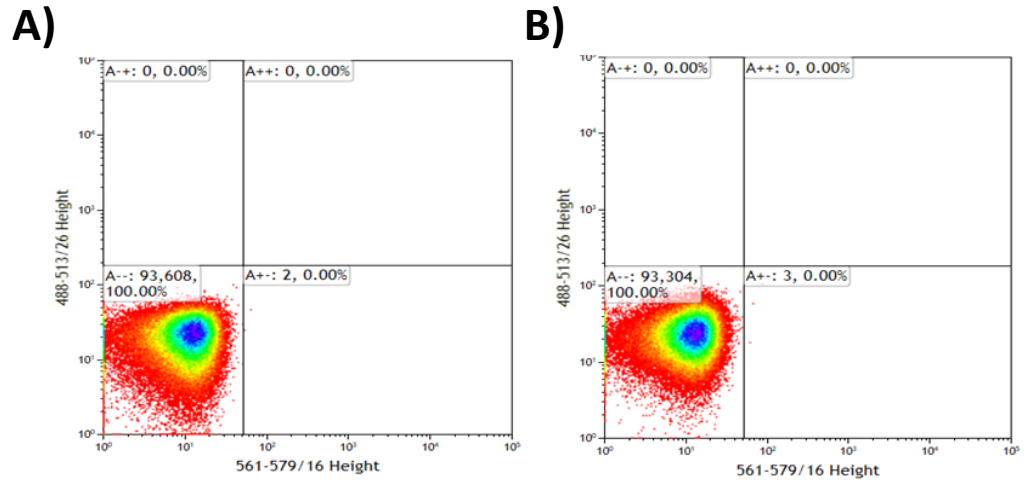 A)
B)
A-+: 0, 0.00%
A++: 0, 0.00%
A--: 93,608,
100.00%
A+-: 2, 0.00%
488-513/26 Height
10⁵
10⁴
10³
10²
10¹
10⁰
10⁰ 10¹ 10² 10³ 10⁴ 10⁵
561-579/16 Height
A-+: 0, 0.00%
A++: 0, 0.00%
A--: 93,304,
100.00%
A+-: 3, 0.00%
488-513/26 Height
10⁵
10⁴
10³
10²
10¹
10⁰
10⁰ 10¹ 10² 10³ 10⁴ 10⁵
561-579/16 Height